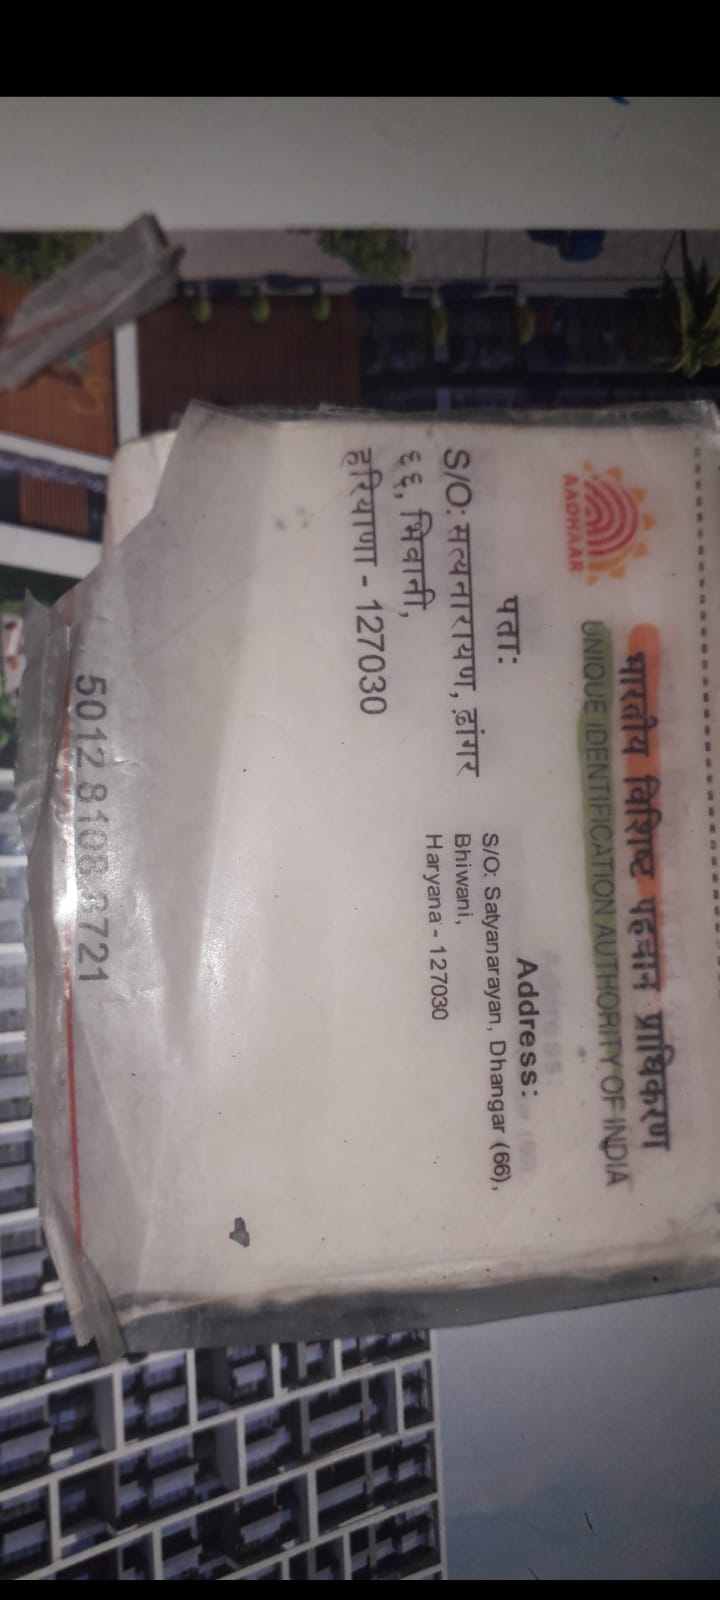 भारतीय विशिष्ट पहचान प्राधिकरण
UNIQUE IDENTIFICATION AUTHORITY OF INDIA
AADHAAR
पता:
S/O: सत्यनारायण, ढ़ांगर
६६, भिवानी,
हरियाणा - 127030
Address:
S/O: Satyanarayan, Dhangar (66),
Bhiwani,
Haryana - 127030
5012